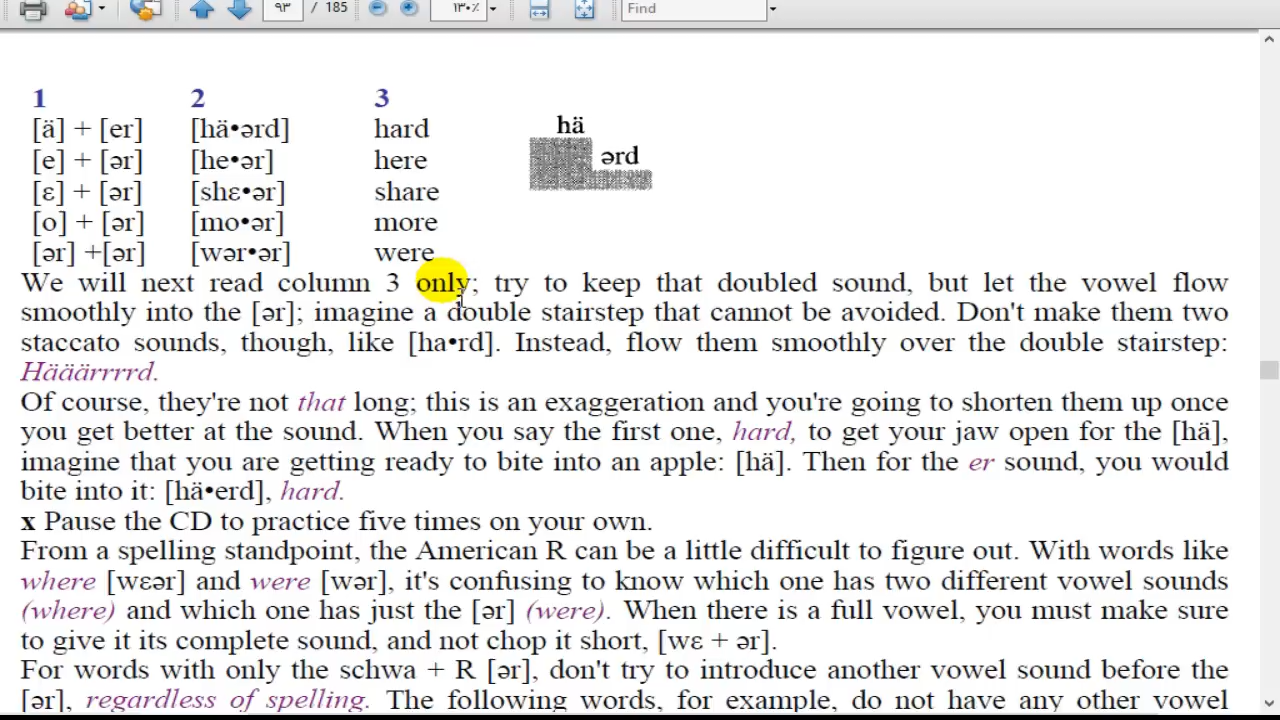 ۹۳ / 185 ۱۳۰٪ Find
1 2 3
[ä] + [er] [hä•ərd] hard hä
[e] + [ər] [he•ər] here ərd
[ɛ] + [ər] [shɛ•ər] share
[o] + [ər] [mo•ər] more
[ər] +[ər] [wər•ər] were
We will next read column 3 only; try to keep that doubled sound, but let the vowel flow
smoothly into the [ər]; imagine a double stairstep that cannot be avoided. Don't make them two
staccato sounds, though, like [ha•rd]. Instead, flow them smoothly over the double stairstep:
Hääärrrrd.
Of course, they're not that long; this is an exaggeration and you're going to shorten them up once
you get better at the sound. When you say the first one, hard, to get your jaw open for the [hä],
imagine that you are getting ready to bite into an apple: [hä]. Then for the er sound, you would
bite into it: [hä•erd], hard.
x Pause the CD to practice five times on your own.
From a spelling standpoint, the American R can be a little difficult to figure out. With words like
where [wɛər] and were [wər], it's confusing to know which one has two different vowel sounds
(where) and which one has just the [ər] (were). When there is a full vowel, you must make sure
to give it its complete sound, and not chop it short, [wɛ + ər].
For words with only the schwa + R [ər], don't try to introduce another vowel sound before the
[ər], regardless of spelling. The following words, for example, do not have any other vowel